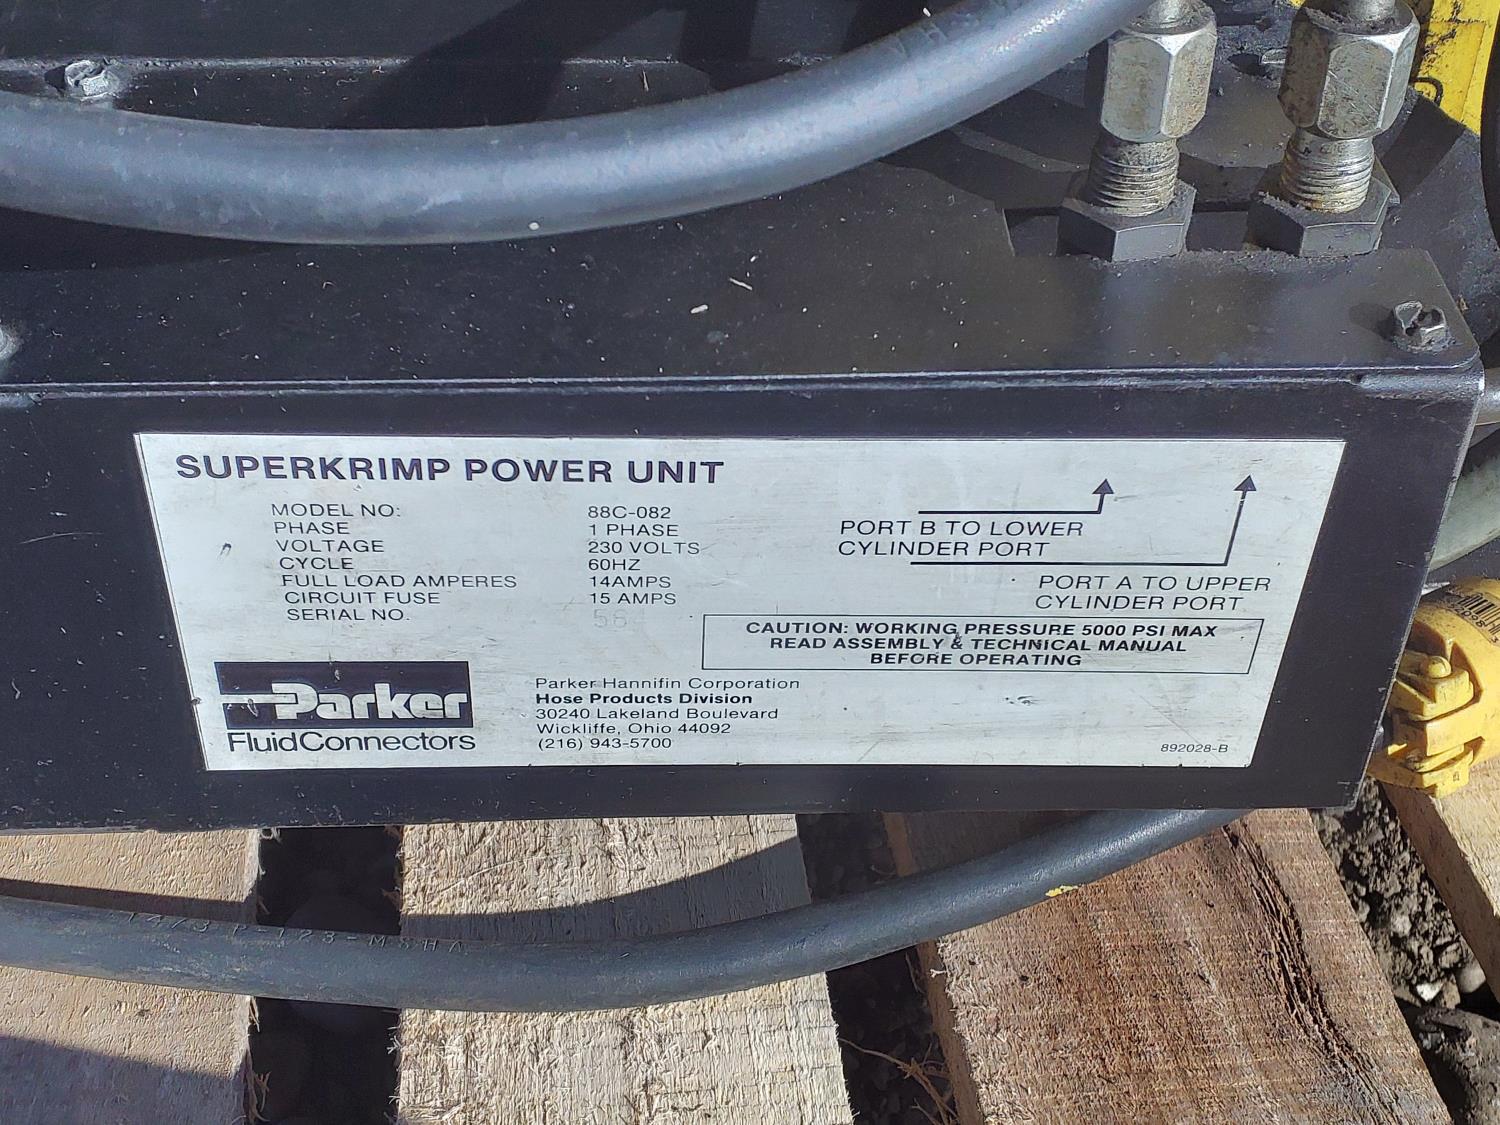 SUPERKRIMP POWER UNIT
MODEL NO: 88C-082
PHASE 1 PHASE
VOLTAGE 230 VOLTS
CYCLE 60HZ
FULL LOAD AMPERES 14AMPS
CIRCUIT FUSE 15 AMPS
SERIAL NO. 56
PORT B TO LOWER
CYLINDER PORT
PORT A TO UPPER
CYLINDER PORT
CAUTION: WORKING PRESSURE 5000 PSI MAX
READ ASSEMBLY & TECHNICAL MANUAL
BEFORE OPERATING
Parker
FluidConnectors
Parker Hannifin Corporation
Hose Products Division
30240 Lakeland Boulevard
Wickliffe, Ohio 44092
(216) 943-5700
892028-B
P-123-MSHA